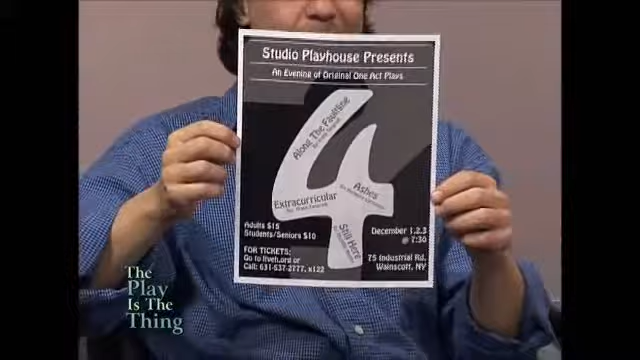 Studio Playhouse Presents
An Evening of Original One Act Plays
Along The Faultline
Extracurricular
Ashes
Still Here
Adults $15
Students/Seniors $10
December 1,2,3
@ 7:30
FOR TICKETS:
Go to
Call: 631-537-2777, x122
75 Industrial Rd
Wainscott, NY
The
Play
Is The
Thing